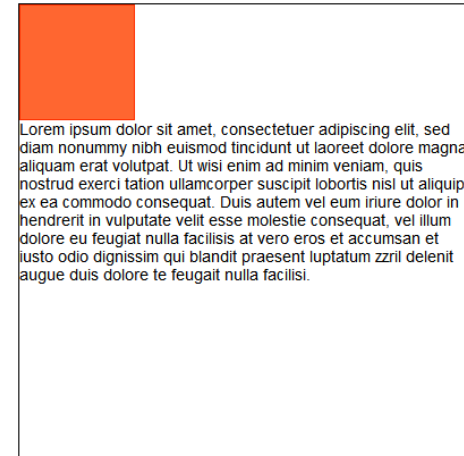 Lorem ipsum dolor sit amet, consectetuer adipiscing elit, sed
diam nonummy nibh euismod tincidunt ut laoreet dolore magna
aliquam erat volutpat. Ut wisi enim ad minim veniam, quis
nostrud exerci tation ullamcorper suscipit lobortis nisl ut aliquip
ex ea commodo consequat. Duis autem vel eum iriure dolor in
hendrerit in vulputate velit esse molestie consequat, vel illum
dolore eu feugiat nulla facilisis at vero eros et accumsan et
iusto odio dignissim qui blandit praesent luptatum zzril delenit
augue duis dolore te feugait nulla facilisi.